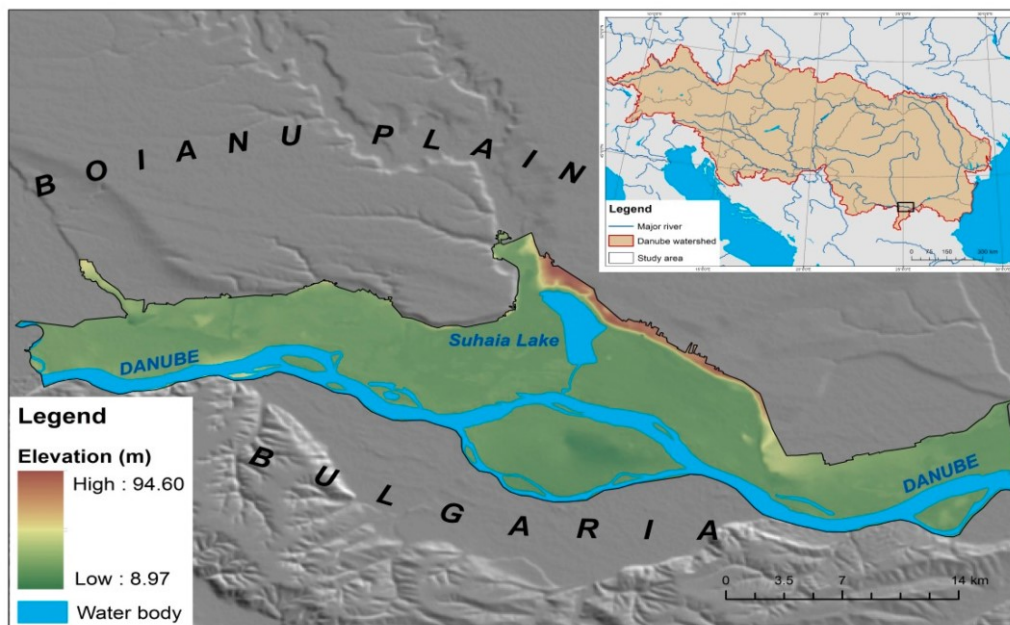 BOIANU PLAIN
Suhaia Lake
DANUBE
DANUBE
BULGARIA
Legend
Elevation (m)
High : 94.60
Low : 8.97
Water body
0 3.5 7 14 km
Legend
Major river
Danube watershed
Study area